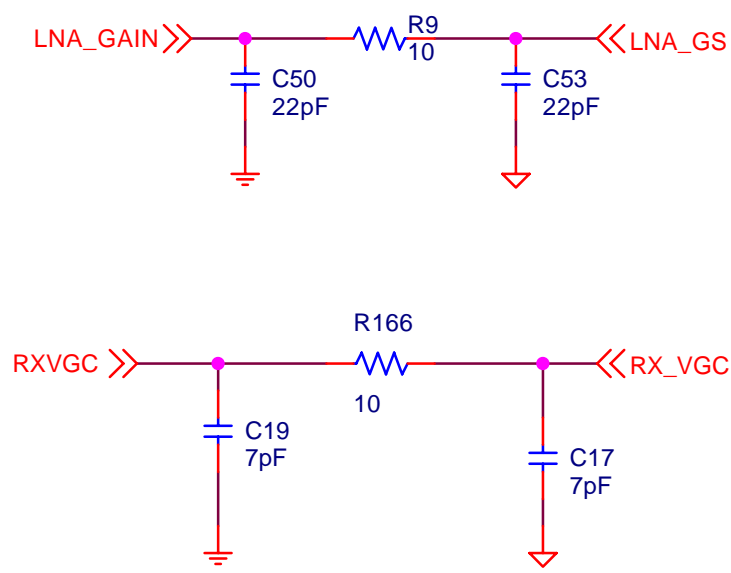 LNA_GAIN
R9
10
LNA_GS
C50
22pF
C53
22pF
R166
RXVGC
RX_VGC
10
C19
7pF
C17
7pF